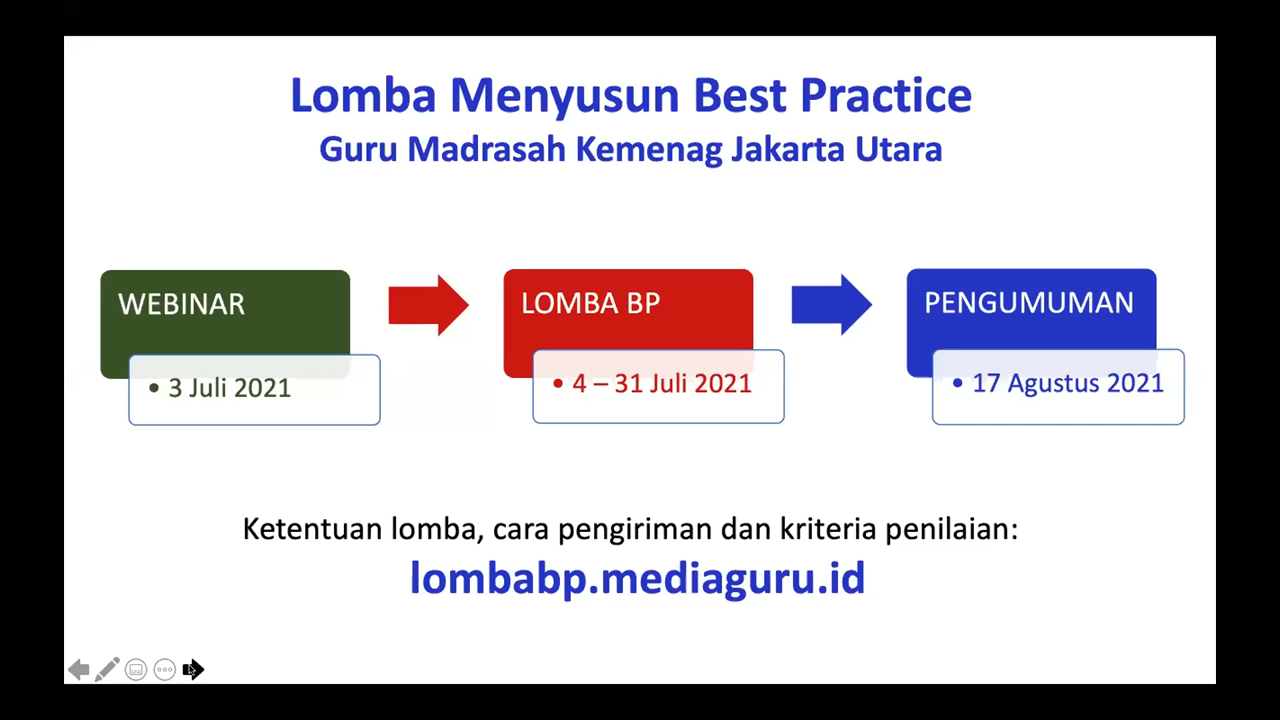 Lomba Menyusun Best Practice
Guru Madrasah Kemenag Jakarta Utara
WEBINAR
• 3 Juli 2021
LOMBA BP
• 4 – 31 Juli 2021
PENGUMUMAN
• 17 Agustus 2021
Ketentuan lomba, cara pengiriman dan kriteria penilaian:
lombabp.mediaguru.id